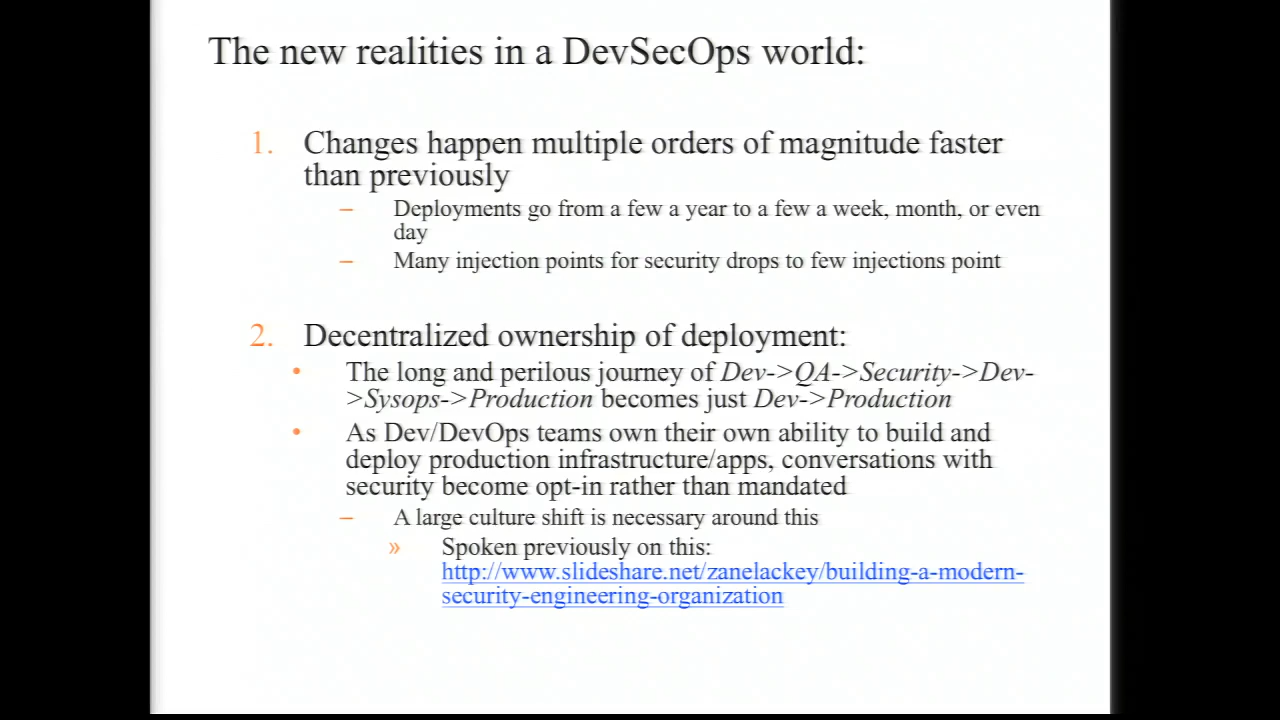 The new realities in a DevSecOps world:
1. Changes happen multiple orders of magnitude faster
than previously
– Deployments go from a few a year to a few a week, month, or even
day
– Many injection points for security drops to few injections point
2. Decentralized ownership of deployment:
• The long and perilous journey of Dev->QA->Security->Dev-
>Sysops->Production becomes just Dev->Production
• As Dev/DevOps teams own their own ability to build and
deploy production infrastructure/apps, conversations with
security become opt-in rather than mandated
– A large culture shift is necessary around this
» Spoken previously on this:
http://www.slideshare.net/zanelackey/building-a-modern-
security-engineering-organization